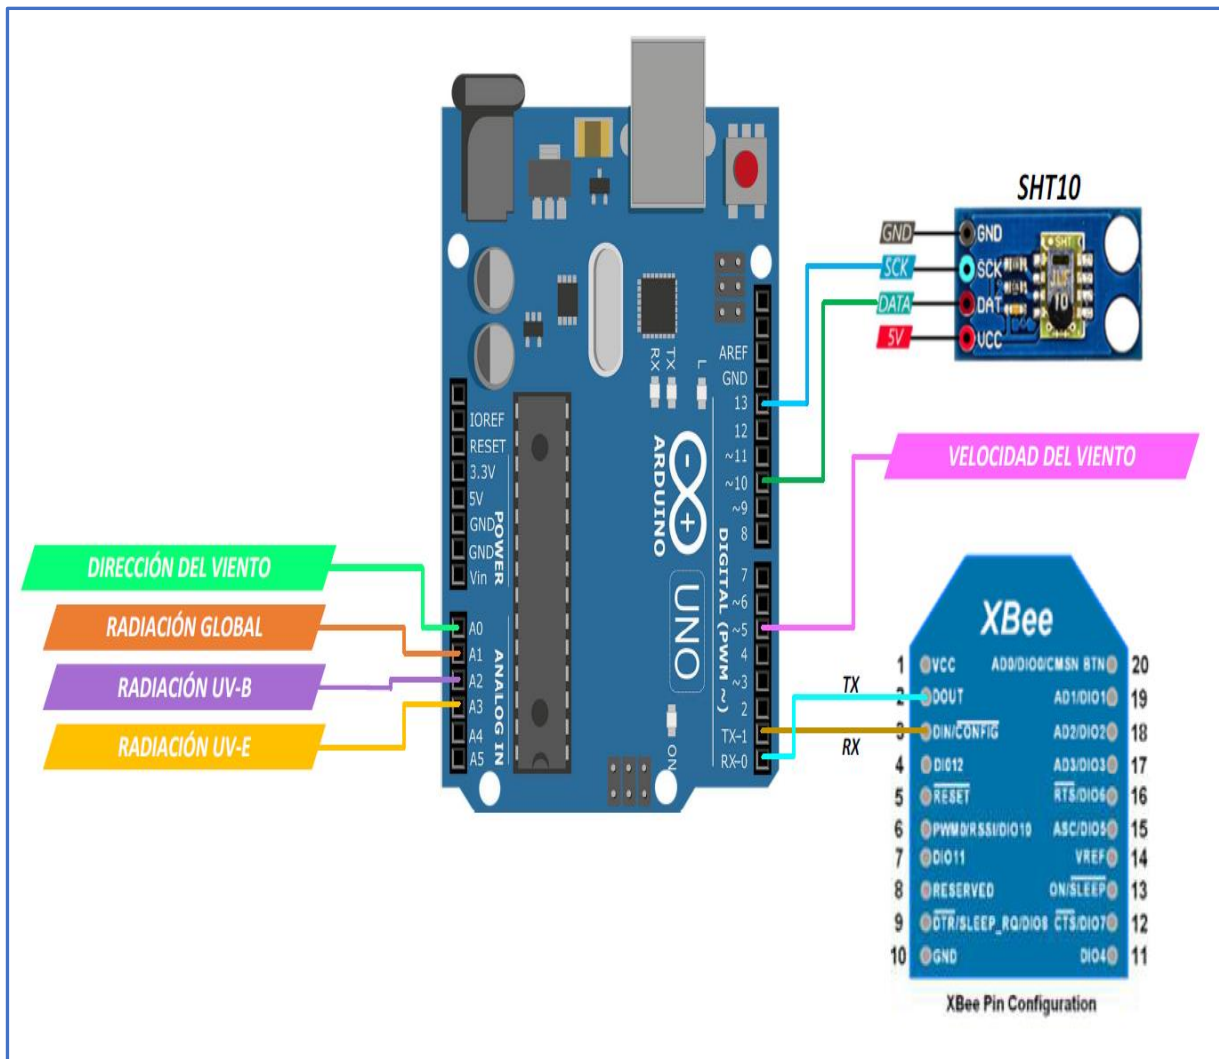 SHT10
GND
SCK
DATA
5V
GND
SCK
DAT
VCC
SHT
10
IOREF
RESET
3.3V
5V
GND
GND
Vin
POWER
A0
A1
A2
A3
A4
A5
ANALOG IN
RX
TX
L
ARDUINO
UNO
ON
DIGITAL (PWM ~)
AREF
GND
13
12
~11
~10
~9
8
7
~6
~5
4
~3
2
TX-1
RX-0
DIRECCIÓN DEL VIENTO
RADIACIÓN GLOBAL
RADIACIÓN UV-B
RADIACIÓN UV-E
VELOCIDAD DEL VIENTO
TX
RX
XBee
1 VCC AD0/DIO0/CMSN BTN 20
2 DOUT AD1/DIO1 19
3 DIN/CONFIG AD2/DIO2 18
4 DIO12 AD3/DIO3 17
5 RESET RTS/DIO6 16
6 PWM0/RSSI/DIO10 ASC/DIO5 15
7 DIO11 VREF 14
8 RESERVED ON/SLEEP 13
9 DTR/SLEEP_RQ/DIO8 CTS/DIO7 12
10 GND DIO4 11
XBee Pin Configuration